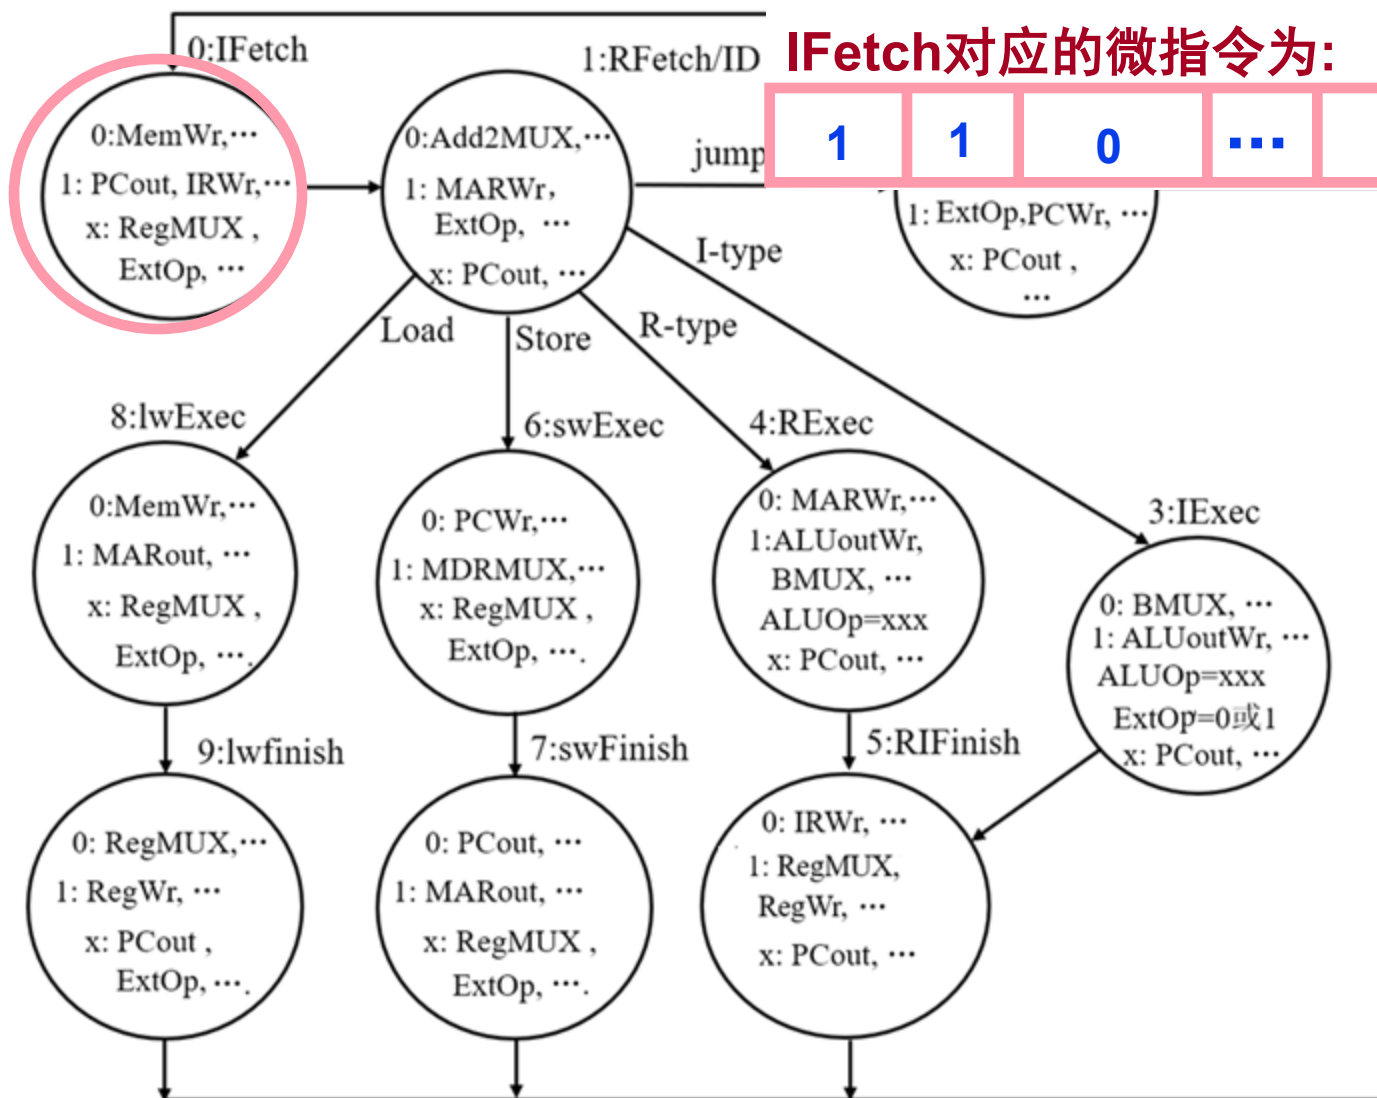 IFetch对应的微指令为:
1 1 0 ···
0:IFetch
0:MemWr,···
1: PCout, IRWr,···
x: RegMUX ,
ExtOp, ···
1:RFetch/ID
0:Add2MUX,···
1: MARWr,
ExtOp, ···
x: PCout, ···
jump
1: ExtOp,PCWr, ···
x: PCout ,
···
I-type
R-type
Store
Load
8:lwExec
0:MemWr,···
1: MARout, ···
x: RegMUX ,
ExtOp, ···.
6:swExec
0: PCWr,···
1: MDRMUX,···
x: RegMUX ,
ExtOp, ···.
4:RExec
0: MARWr,···
1:ALUoutWr,
BMUX, ···
ALUOp=xxx
x: PCout, ···
3:IExec
0: BMUX, ···
1: ALUoutWr, ···
ALUOp=xxx
ExtOp=0或1
x: PCout, ···
9:lwfinish
0: RegMUX,···
1: RegWr, ···
x: PCout ,
ExtOp, ···.
7:swFinish
0: PCout, ···
1: MARout, ···
x: RegMUX ,
ExtOp, ···.
5:RIFinish
0: IRWr, ···
1: RegMUX,
RegWr, ···
x: PCout, ···